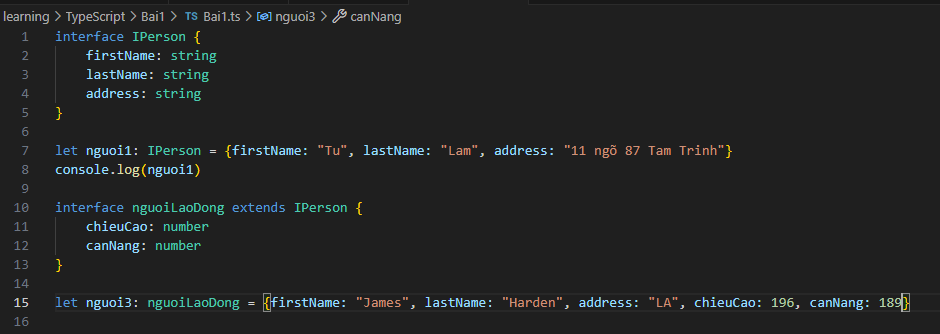 learning > TypeScript > Bai1 > TS Bai1.ts > nguoi3 > canNang
1 interface IPerson {
2 firstName: string
3 lastName: string
4 address: string
5 }
6
7 let nguoi1: IPerson = {firstName: "Tu", lastName: "Lam", address: "11 ngõ 87 Tam Trinh"}
8 console.log(nguoi1)
9
10 interface nguoiLaoDong extends IPerson {
11 chieuCao: number
12 canNang: number
13 }
14
15 let nguoi3: nguoiLaoDong = {firstName: "James", lastName: "Harden", address: "LA", chieuCao: 196, canNang: 189}
16